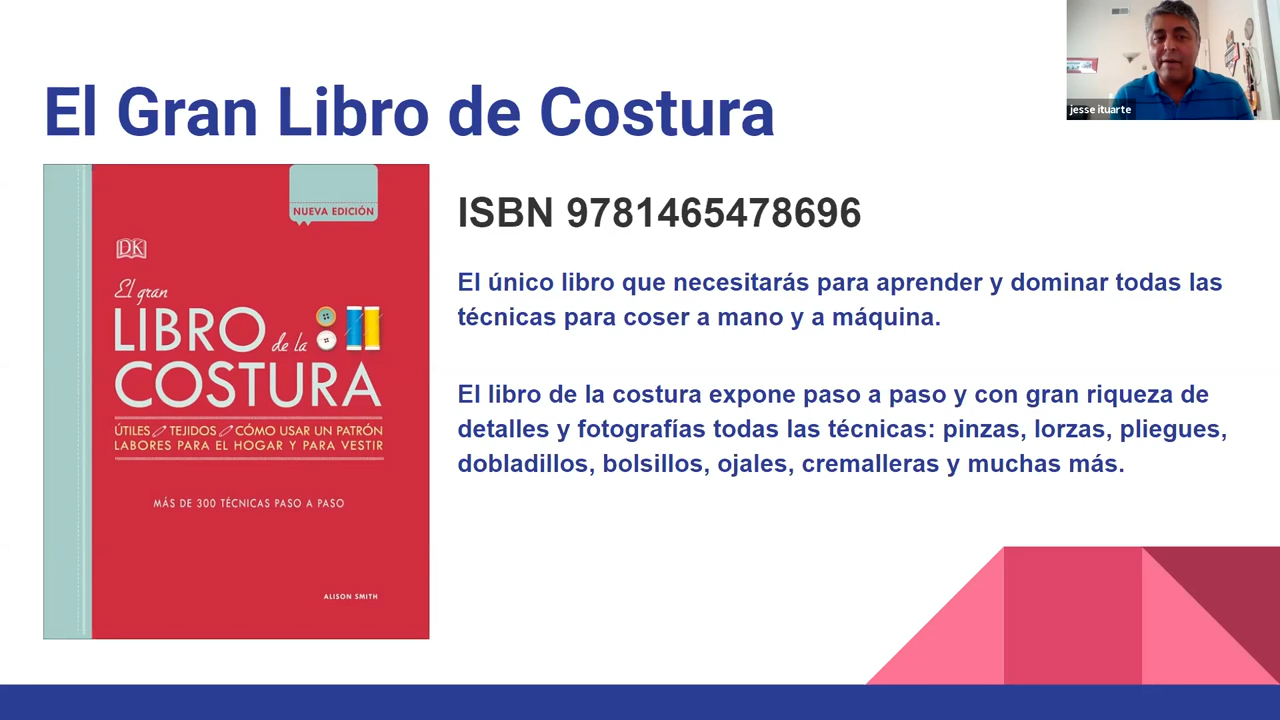 El Gran Libro de Costura
jesse ituarte
NUEVA EDICIÓN
DK
El gran
LIBRO de la
COSTURA
ÚTILES TEJIDOS CÓMO USAR UN PATRÓN
LABORES PARA EL HOGAR Y PARA VESTIR
MÁS DE 300 TÉCNICAS PASO A PASO
ALISON SMITH
ISBN 9781465478696
El único libro que necesitarás para aprender y dominar todas las
técnicas para coser a mano y a máquina.
El libro de la costura expone paso a paso y con gran riqueza de
detalles y fotografías todas las técnicas: pinzas, lorzas, pliegues,
dobladillos, bolsillos, ojales, cremalleras y muchas más.